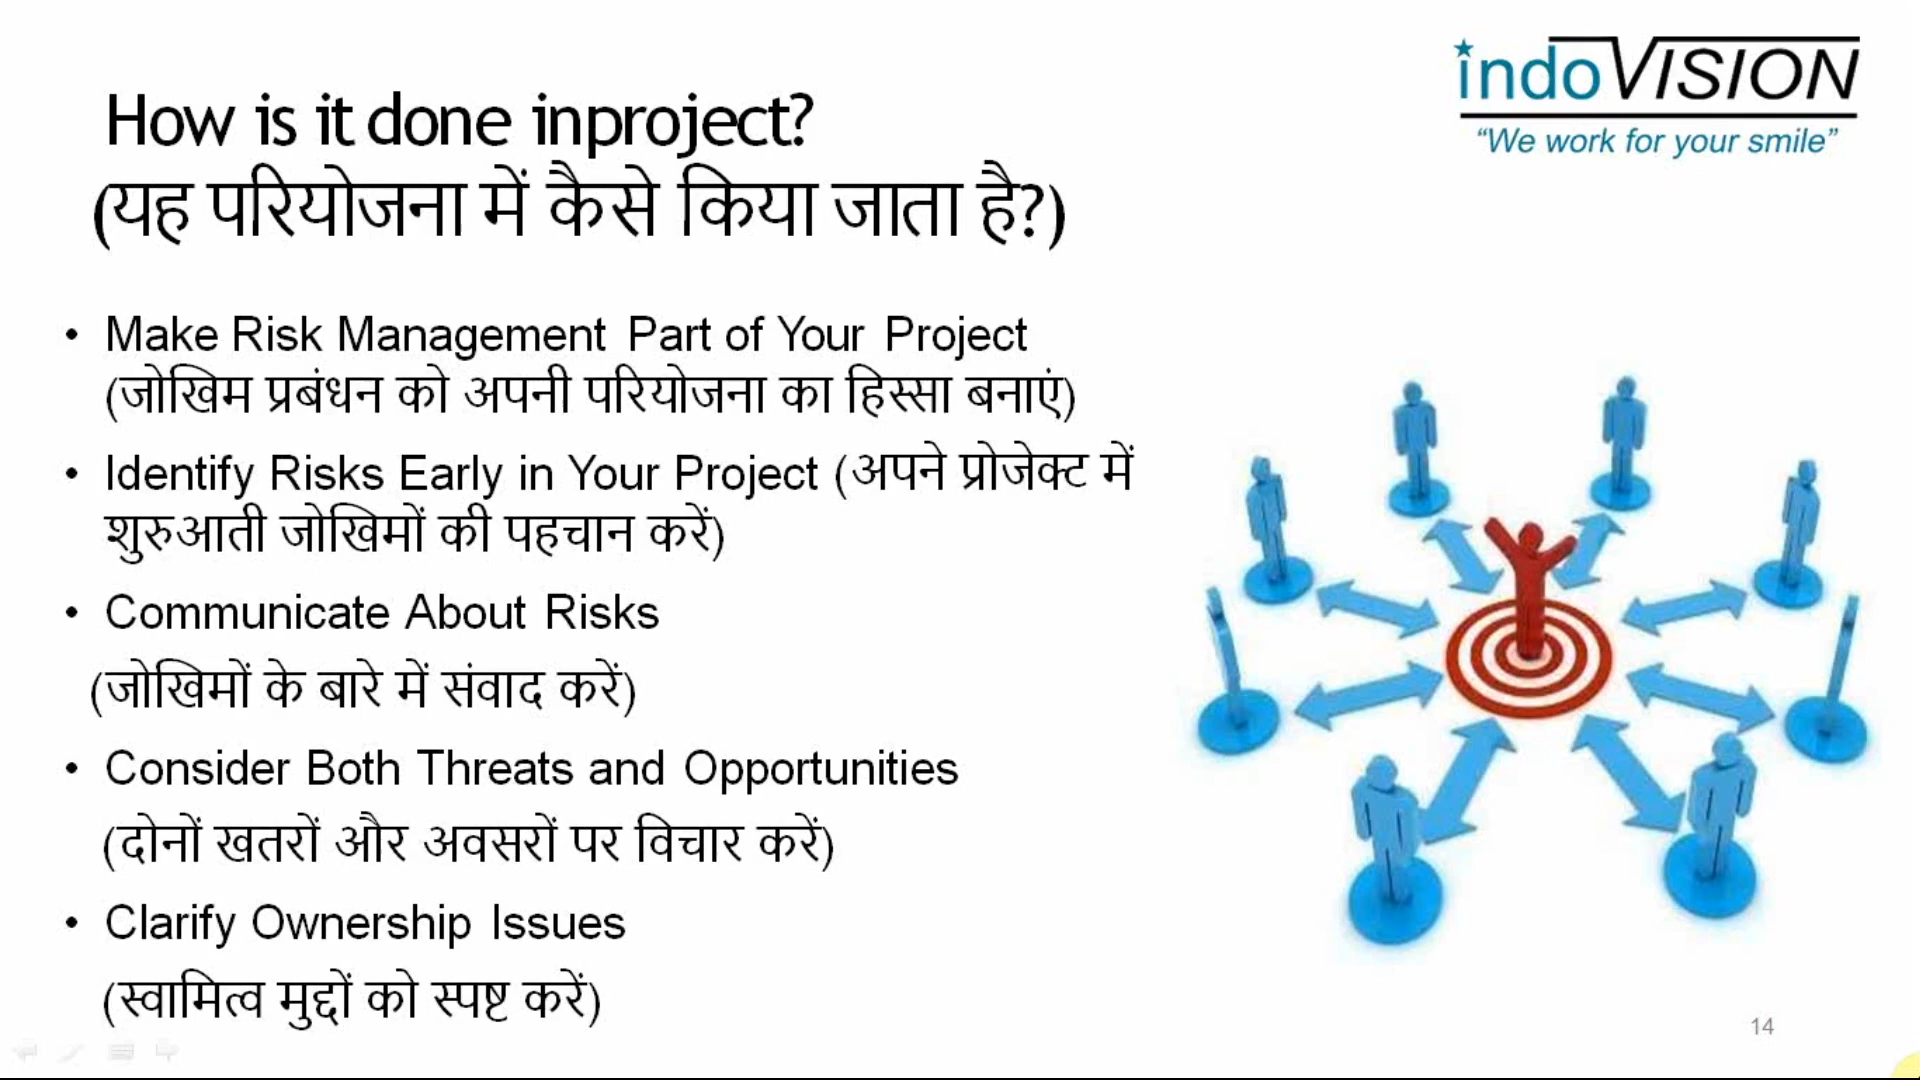 indoVISION
“We work for your smile”
How is it done inproject?
(यह परियोजना में कैसे किया जाता है?)
• Make Risk Management Part of Your Project
(जोखिम प्रबंधन को अपनी परियोजना का हिस्सा बनाएं)
• Identify Risks Early in Your Project (अपने प्रोजेक्ट में
शुरुआती जोखिमों की पहचान करें)
• Communicate About Risks
(जोखिमों के बारे में संवाद करें)
• Consider Both Threats and Opportunities
(दोनों खतरों और अवसरों पर विचार करें)
• Clarify Ownership Issues
(स्वामित्व मुद्दों को स्पष्ट करें)
14